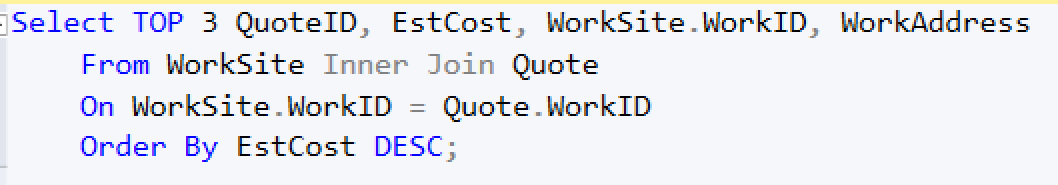 Select TOP 3 QuoteID, EstCost, WorkSite.WorkID, WorkAddress
From WorkSite Inner Join Quote
On WorkSite.WorkID = Quote.WorkID
Order By EstCost DESC;